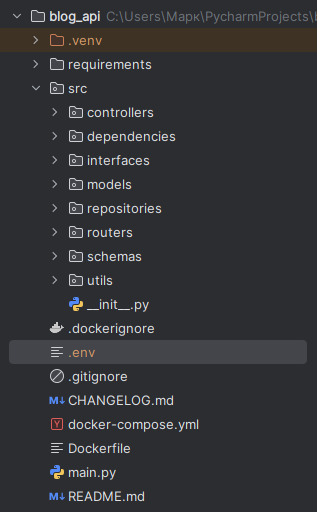 blog_api C:\Users\Марк\PycharmProjects\
.venv
requirements
src
controllers
dependencies
interfaces
models
repositories
routers
schemas
utils
__init__.py
.dockerignore
.env
.gitignore
M↓ CHANGELOG.md
Y docker-compose.yml
Dockerfile
main.py
M↓ README.md